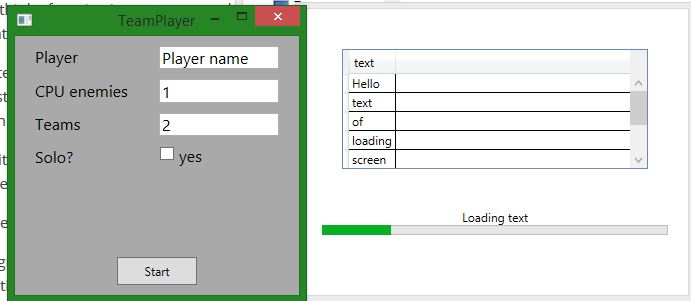 TeamPlayer
Player
Player name
CPU enemies
1
Teams
2
Solo?
yes
Start
text
Hello
text
of
loading
screen
Loading text